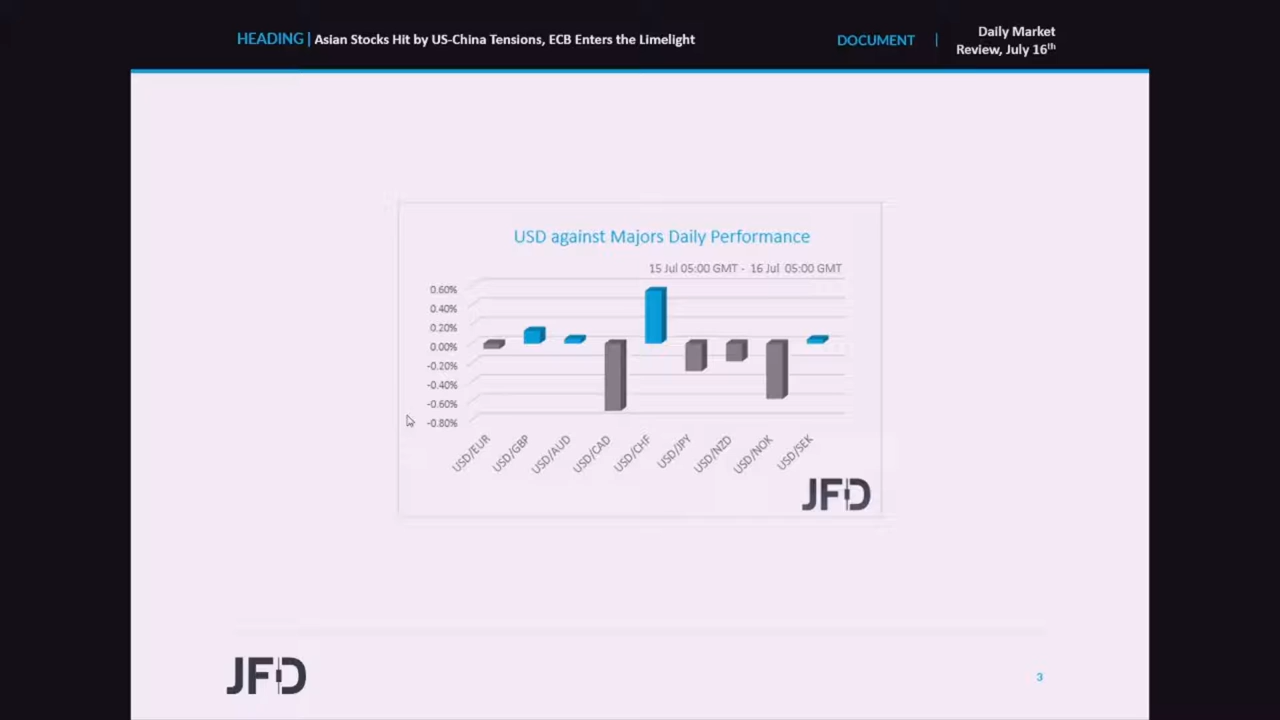 HEADING | Asian Stocks Hit by US-China Tensions, ECB Enters the Limelight
DOCUMENT |
Daily Market
Review, July 16th
USD against Majors Daily Performance
15 Jul 05:00 GMT - 16 Jul 05:00 GMT
0.60%
0.40%
0.20%
0.00%
-0.20%
-0.40%
-0.60%
-0.80%
USD/EUR
USD/GBP
USD/AUD
USD/CAD
USD/CHF
USD/JPY
USD/NZD
USD/NOK
USD/SEK
JFD
JFD
3